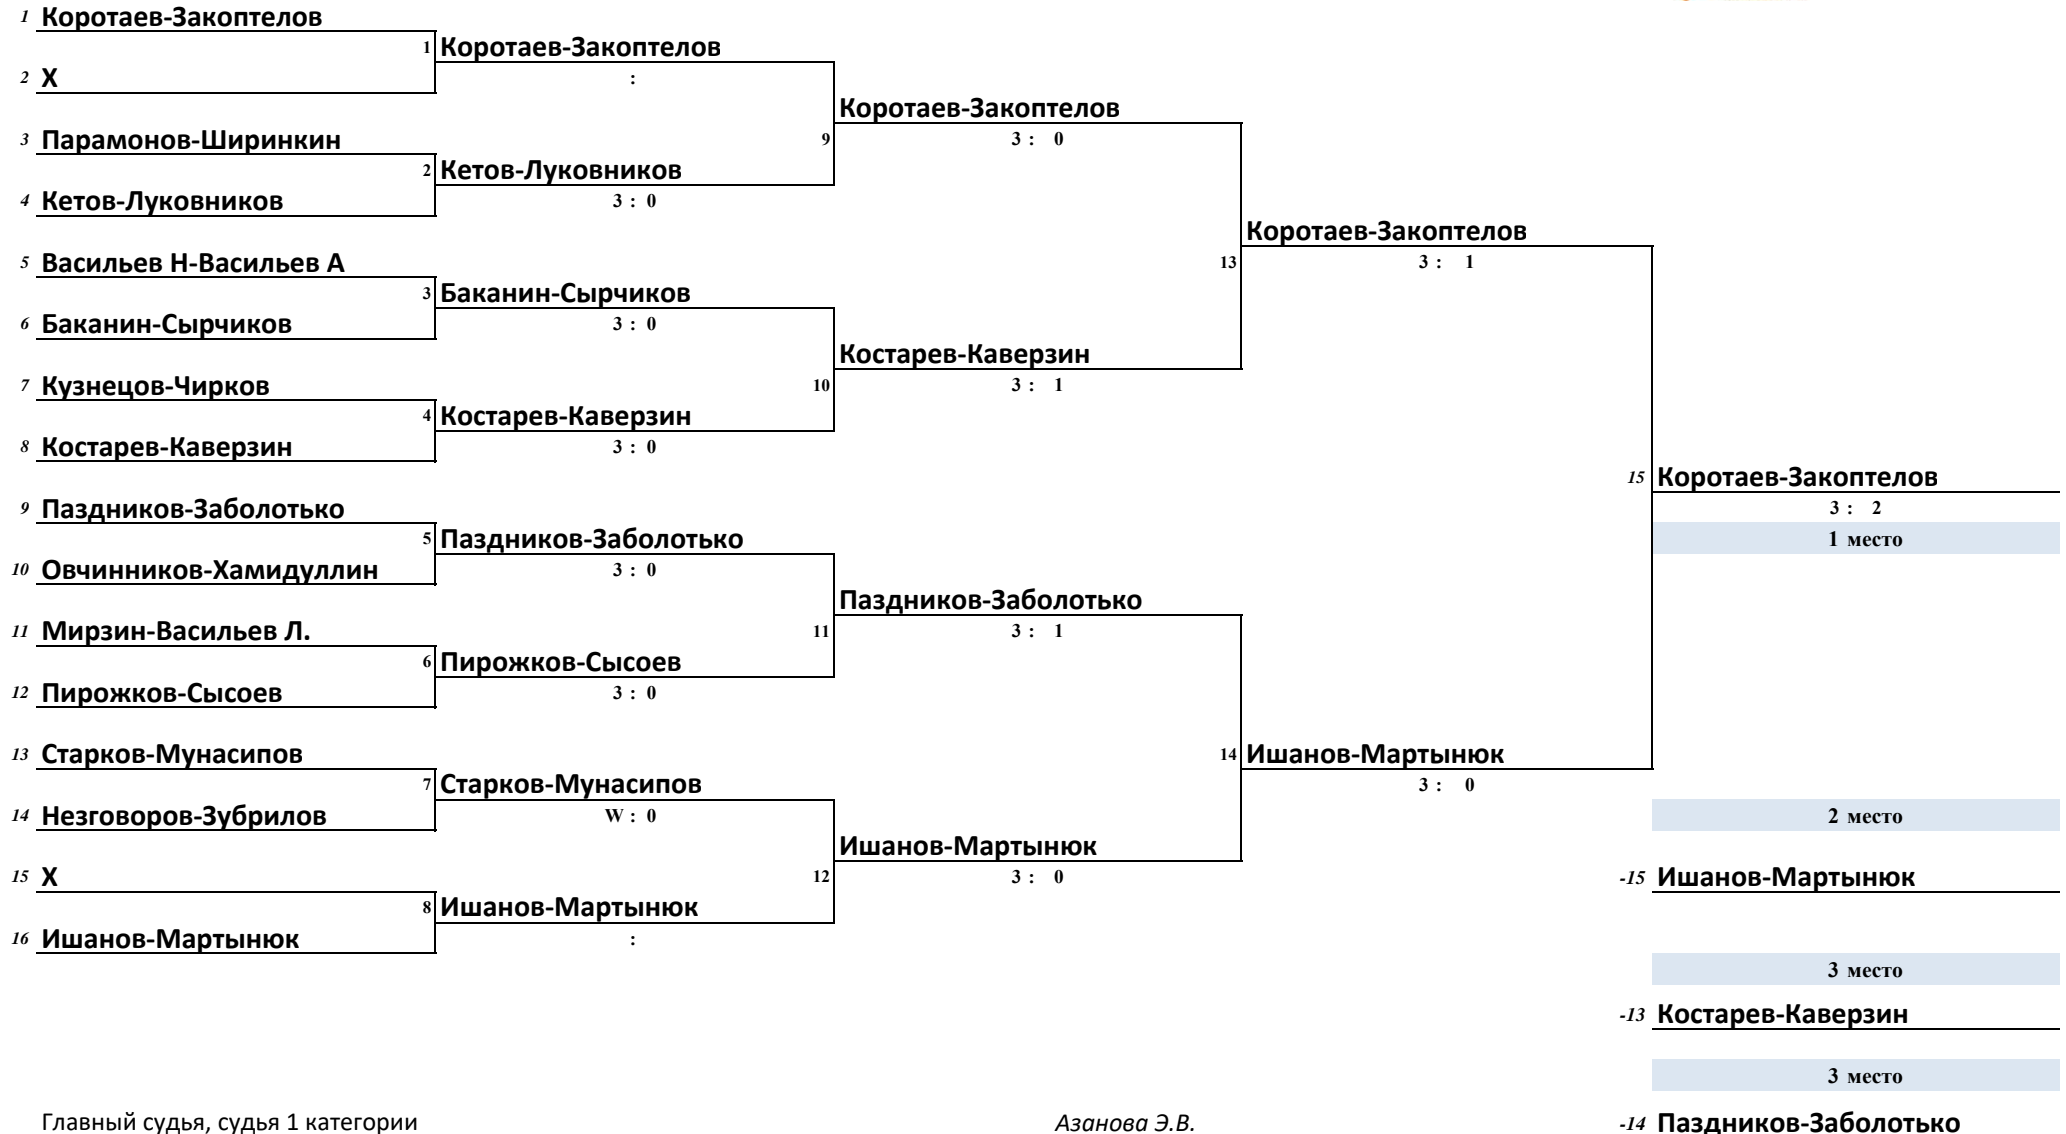 1 Коротаев-Закоптелов
1 Коротаев-Закоптелов
2 X
:
Коротаев-Закоптелов
3 Парамонов-Ширинкин
9
3 : 0
2 Кетов-Луковников
4 Кетов-Луковников
3 : 0
Коротаев-Закоптелов
5 Васильев Н-Васильев А
13
3 : 1
3 Баканин-Сырчиков
6 Баканин-Сырчиков
3 : 0
Костарев-Каверзин
7 Кузнецов-Чирков
10
3 : 1
4 Костарев-Каверзин
8 Костарев-Каверзин
3 : 0
15 Коротаев-Закоптелов
9 Паздников-Заболотько
3 : 2
5 Паздников-Заболотько
1 место
10 Овчинников-Хамидуллин
3 : 0
Паздников-Заболотько
11 Мирзин-Васильев Л.
11
3 : 1
6 Пирожков-Сысоев
12 Пирожков-Сысоев
3 : 0
13 Старков-Мунасипов
14 Ишанов-Мартынюк
7 Старков-Мунасипов
3 : 0
14 Незговоров-Зубрилов
W : 0
2 место
Ишанов-Мартынюк
15 X
12
3 : 0
-15 Ишанов-Мартынюк
8 Ишанов-Мартынюк
16 Ишанов-Мартынюк
:
3 место
-13 Костарев-Каверзин
3 место
Главный судья, судья 1 категории
Азанова Э.В.
-14 Паздников-Заболотько